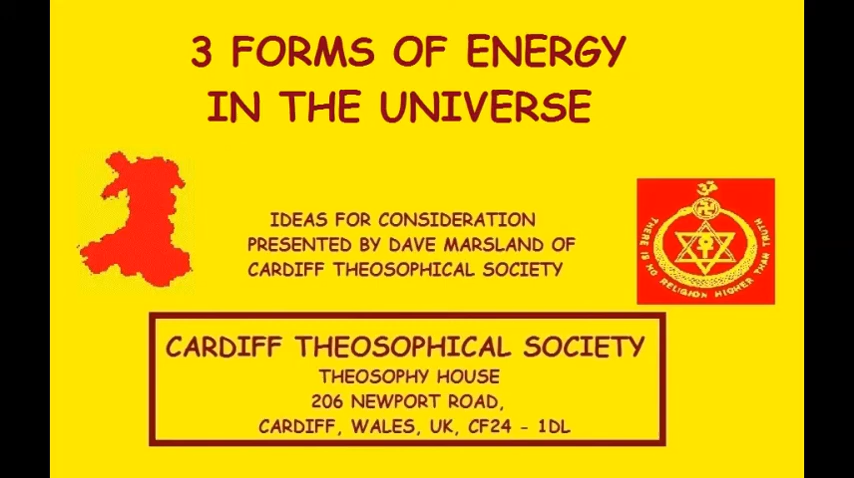 3 FORMS OF ENERGY
IN THE UNIVERSE
IDEAS FOR CONSIDERATION
PRESENTED BY DAVE MARSLAND OF
CARDIFF THEOSOPHICAL SOCIETY
THERE IS NO RELIGION HIGHER THAN TRUTH
CARDIFF THEOSOPHICAL SOCIETY
THEOSOPHY HOUSE
206 NEWPORT ROAD,
CARDIFF, WALES, UK, CF24 - 1DL